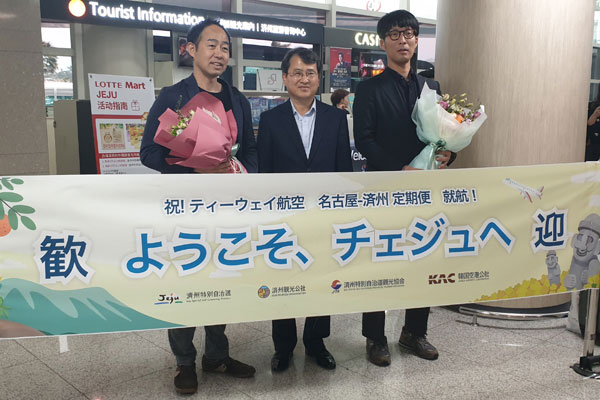 Tourist Information
CAS
LOTTE Mart
JEJU
活动指南
祝! ティーウェイ航空 名古屋-済州 定期便 就航!
歓 ようこそ、チェジュへ 迎
Jeju 済州特別自治道
済州観光公社
済州特別自治道観光協会
KAC 韓国空港公社